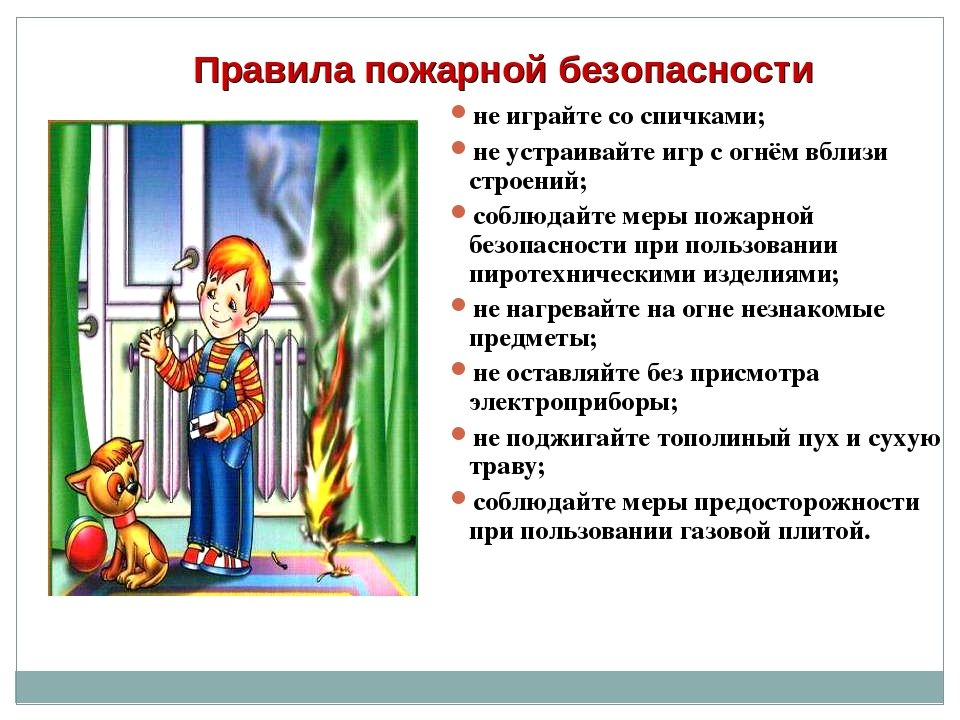 Правила пожарной безопасности
не играйте со спичками;
не устраивайте игр с огнём вблизи
строений;
соблюдайте меры пожарной
безопасности при пользовании
пиротехническими изделиями;
не нагревайте на огне незнакомые
предметы;
не оставляйте без присмотра
электроприборы;
не поджигайте тополиный пух и сухую
траву;
соблюдайте меры предосторожности
при пользовании газовой плитой.